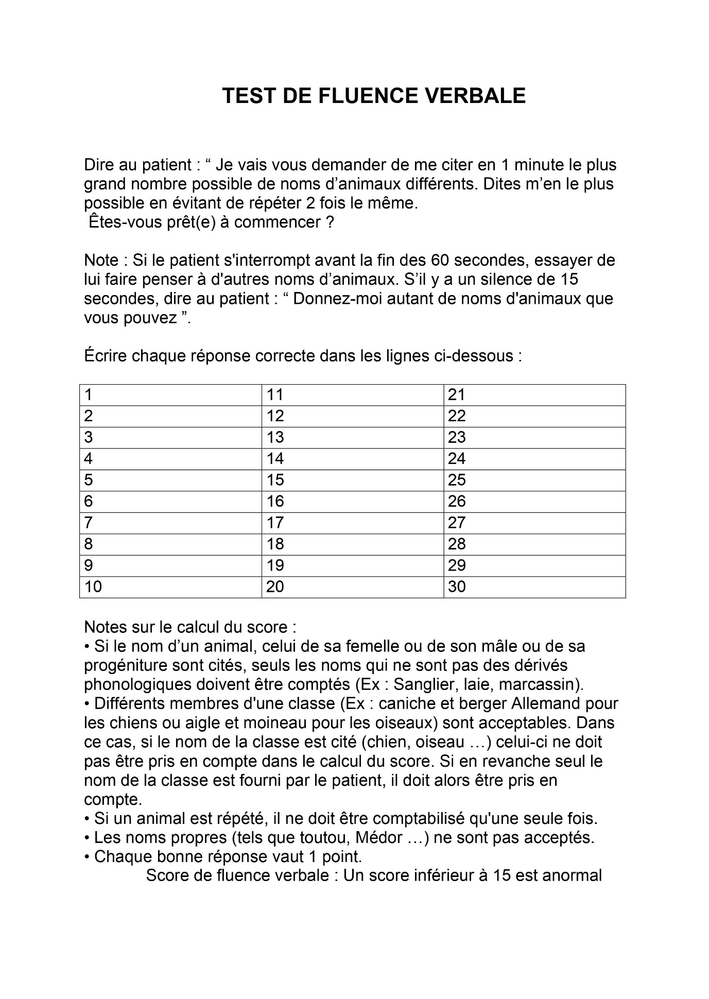 TEST DE FLUENCE VERBALE
Dire au patient : “ Je vais vous demander de me citer en 1 minute le plus
grand nombre possible de noms d’animaux différents. Dites m’en le plus
possible en évitant de répéter 2 fois le même.
Êtes-vous prêt(e) à commencer ?
Note : Si le patient s'interrompt avant la fin des 60 secondes, essayer de
lui faire penser à d'autres noms d’animaux. S’il y a un silence de 15
secondes, dire au patient : “ Donnez-moi autant de noms d'animaux que
vous pouvez ”.
Écrire chaque réponse correcte dans les lignes ci-dessous :
1 11 21
2 12 22
3 13 23
4 14 24
5 15 25
6 16 26
7 17 27
8 18 28
9 19 29
10 20 30
Notes sur le calcul du score :
• Si le nom d’un animal, celui de sa femelle ou de son mâle ou de sa
progéniture sont cités, seuls les noms qui ne sont pas des dérivés
phonologiques doivent être comptés (Ex : Sanglier, laie, marcassin).
• Différents membres d'une classe (Ex : caniche et berger Allemand pour
les chiens ou aigle et moineau pour les oiseaux) sont acceptables. Dans
ce cas, si le nom de la classe est cité (chien, oiseau …) celui-ci ne doit
pas être pris en compte dans le calcul du score. Si en revanche seul le
nom de la classe est fourni par le patient, il doit alors être pris en
compte.
• Si un animal est répété, il ne doit être comptabilisé qu'une seule fois.
• Les noms propres (tels que toutou, Médor …) ne sont pas acceptés.
• Chaque bonne réponse vaut 1 point.
Score de fluence verbale : Un score inférieur à 15 est anormal